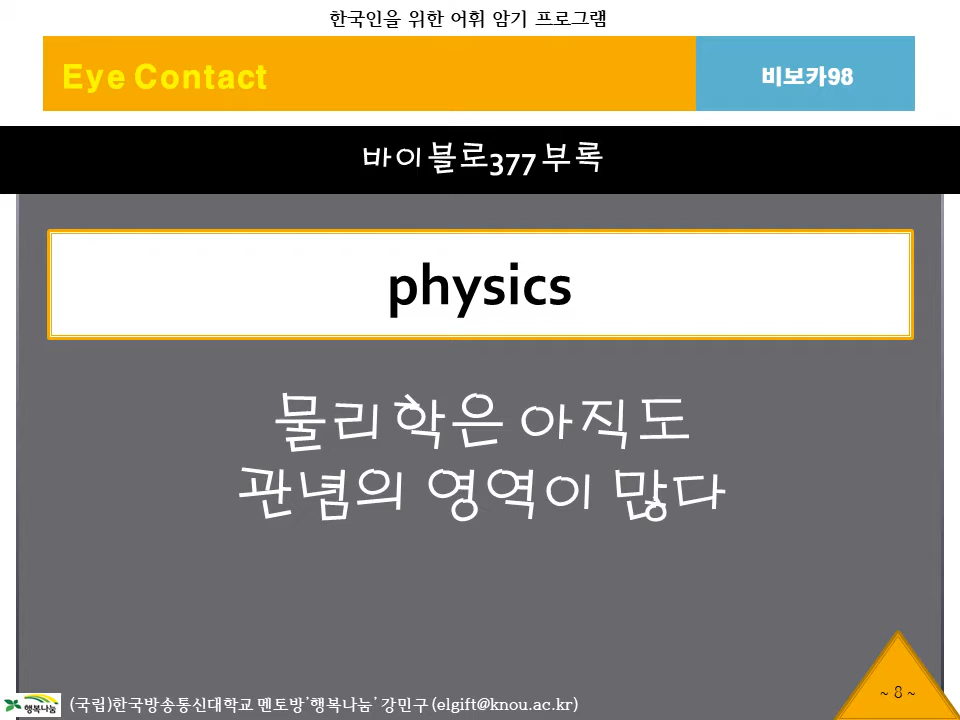 한국인을 위한 어휘 암기 프로그램
Eye Contact
비보카98
바이블로377부록
physics
물리학은 아직도
관념의 영역이 많다
행복나눔
(국립)한국방송통신대학교 멘토방'행복나눔' 강민구(elgift@knou.ac.kr)
~ 8 ~